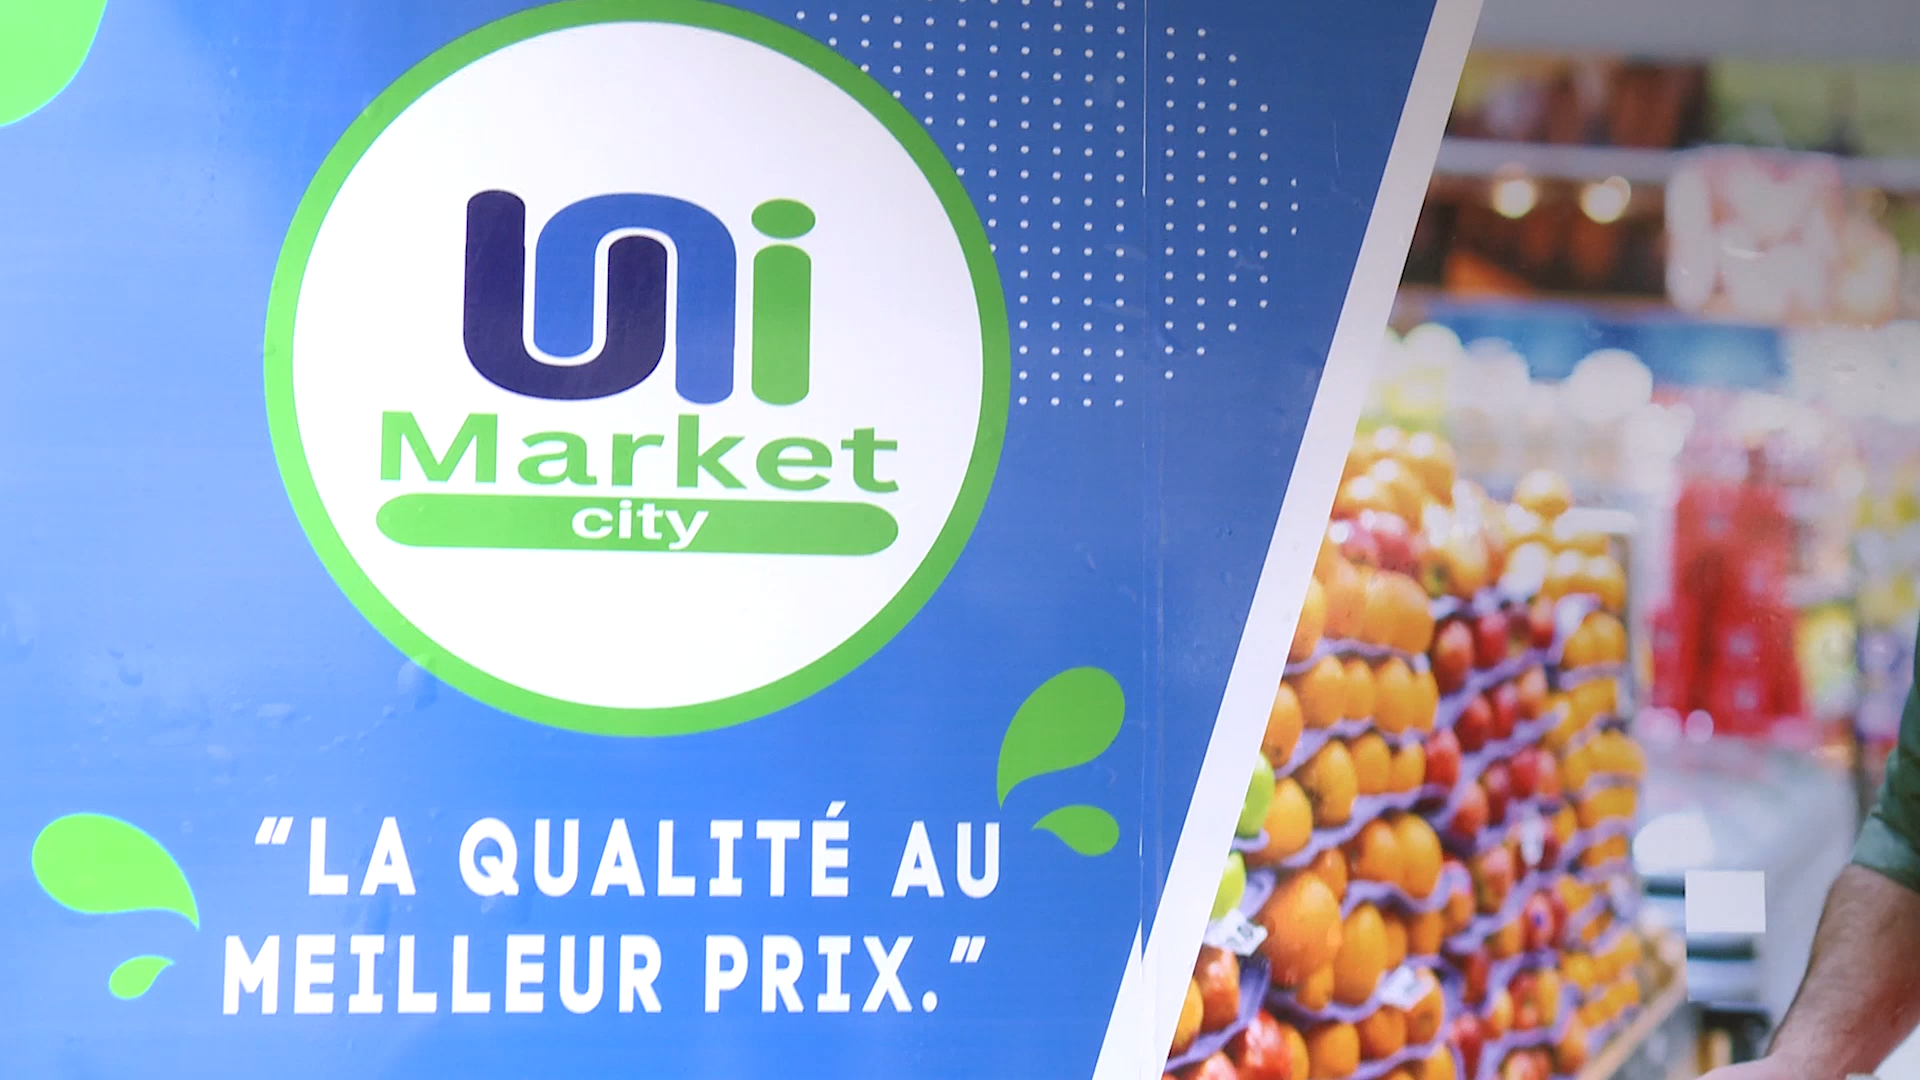 uni
Market
city
“LA QUALITÉ AU
MEILLEUR PRIX.”